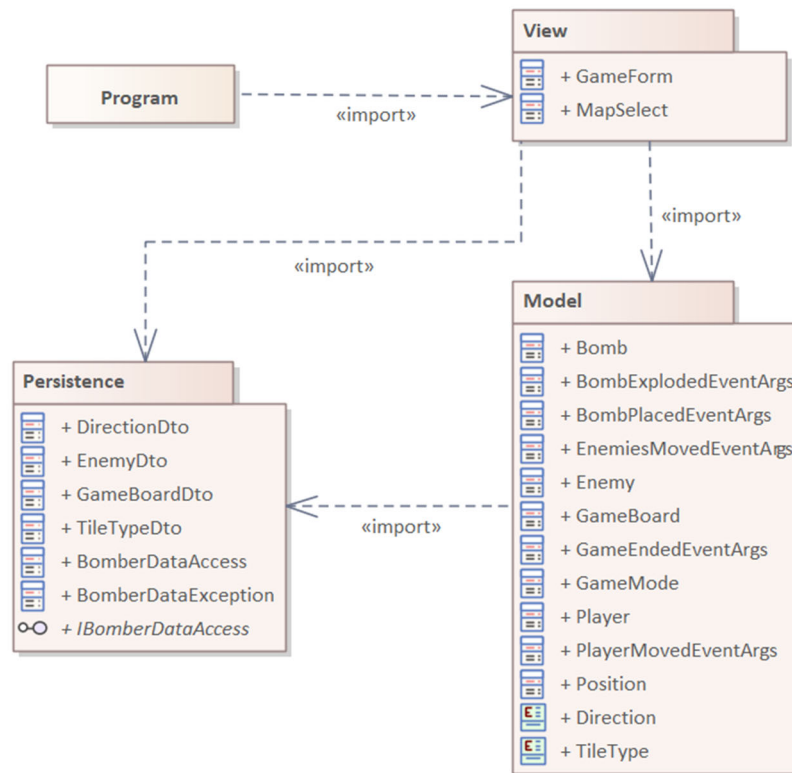 Program
«import»
View
+ GameForm
+ MapSelect
«import»
«import»
Persistence
+ DirectionDto
+ EnemyDto
+ GameBoardDto
+ TileTypeDto
+ BomberDataAccess
+ BomberDataException
+ IBomberDataAccess
«import»
Model
+ Bomb
+ BombExplodedEventArgs
+ BombPlacedEventArgs
+ EnemiesMovedEventArgs
+ Enemy
+ GameBoard
+ GameEndedEventArgs
+ GameMode
+ Player
+ PlayerMovedEventArgs
+ Position
+ Direction
+ TileType